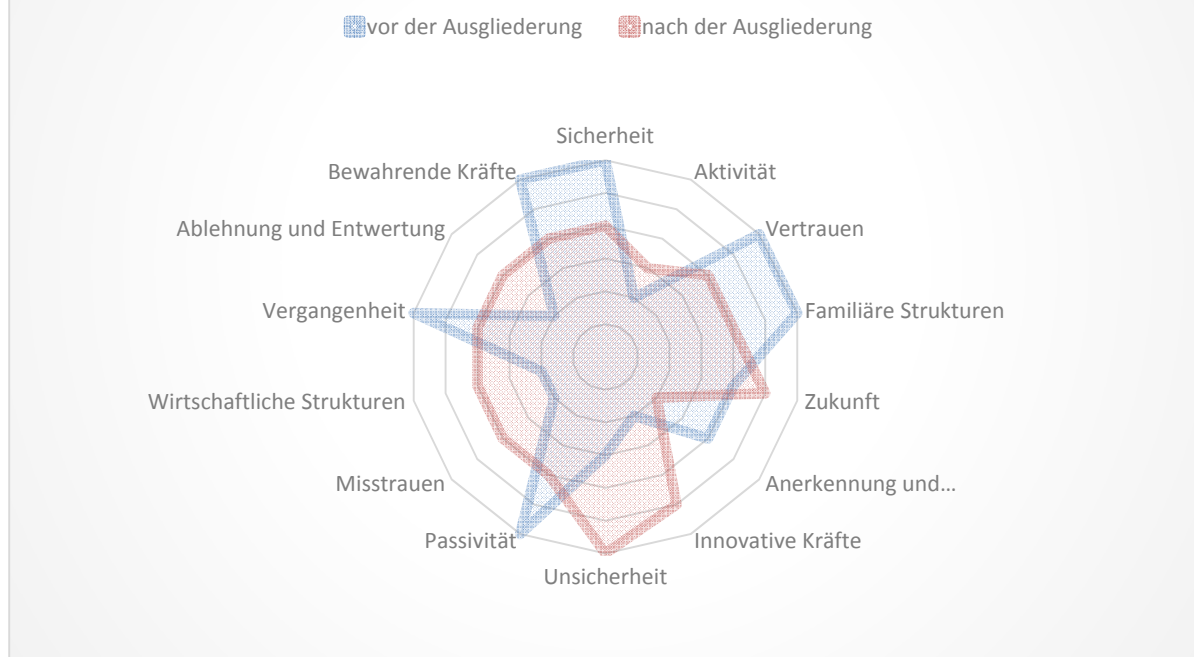 vor der Ausgliederung nach der Ausgliederung
Sicherheit
Bewahrende Kräfte Aktivität
Ablehnung und Entwertung Vertrauen
Vergangenheit Familiäre Strukturen
Wirtschaftliche Strukturen Zukunft
Misstrauen Anerkennung und…
Passivität Innovative Kräfte
Unsicherheit